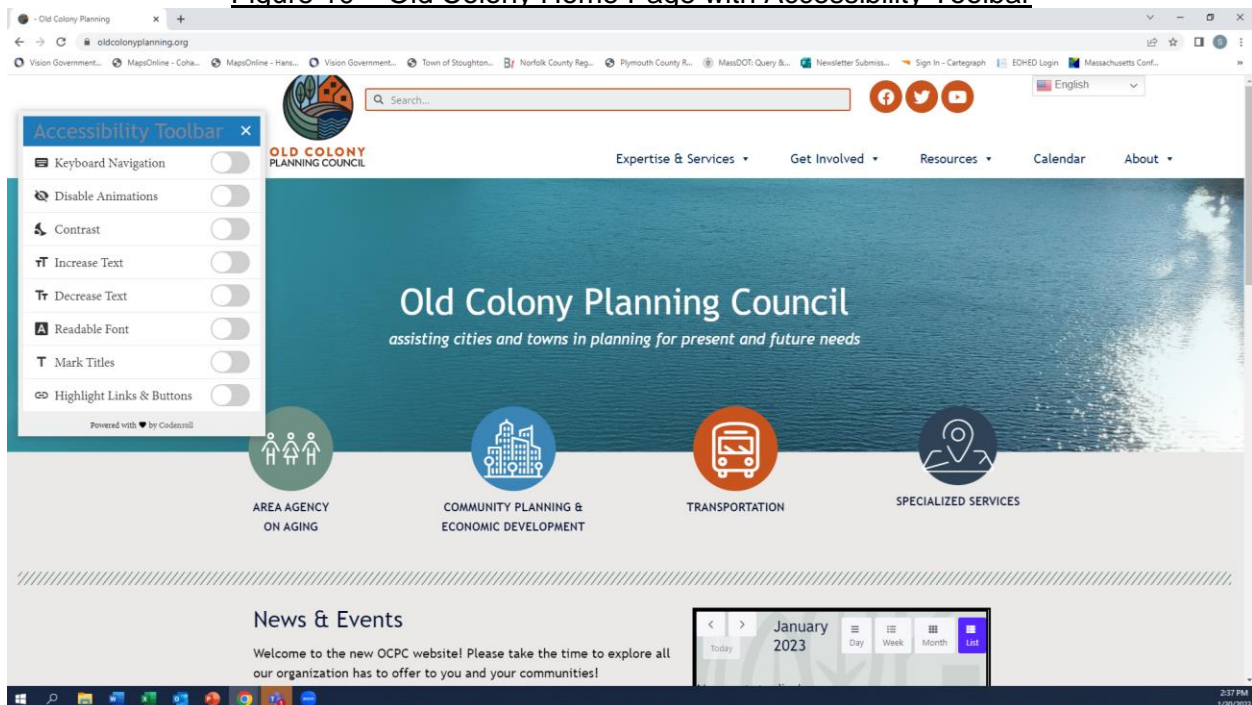 Figure 10 – Old Colony Home Page with Accessibility Toolbar
- Old Colony Planning
oldcolonyplanning.org
Vision Government... MapsOnline - Coha... MapsOnline - Hans... Vision Government... Town of Stoughton... Norfolk County Reg... Plymouth County R... MassDOT: Query B... Newsletter Submiss... Sign In - Cartegraph EOHED Login Massachusetts Conf...
Search...
English
OLD COLONY
PLANNING COUNCIL
Expertise & Services Get Involved Resources Calendar About
Accessibility Toolbar
Keyboard Navigation
Disable Animations
Contrast
Increase Text
Decrease Text
Readable Font
Mark Titles
Highlight Links & Buttons
Powered with by Codenroll
Old Colony Planning Council
assisting cities and towns in planning for present and future needs
AREA AGENCY
ON AGING
COMMUNITY PLANNING &
ECONOMIC DEVELOPMENT
TRANSPORTATION
SPECIALIZED SERVICES
News & Events
Welcome to the new OCPC website! Please take the time to explore all
our organization has to offer to you and your communities!
January
2023
Today
Day Week Month List
2:37 PM